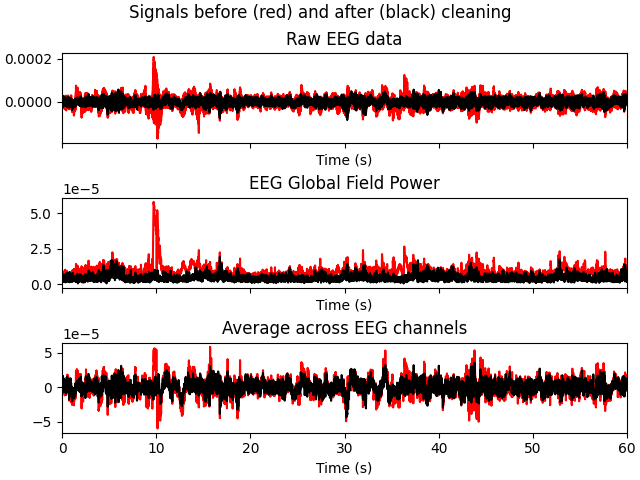 Signals before (red) and after (black) cleaning
Raw EEG data
0.0002
0.0000
Time (s)
EEG Global Field Power
1e−5
5.0
2.5
0.0
Time (s)
Average across EEG channels
1e−5
5
0
−5
0 10 20 30 40 50 60
Time (s)